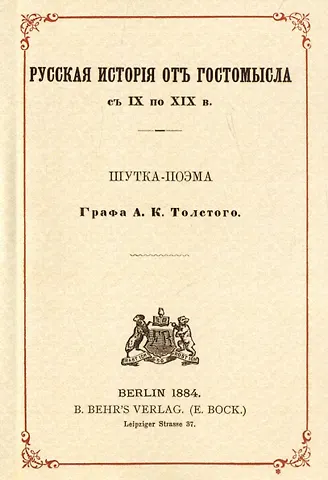 РУССКАЯ ИСТОРІЯ ОТЪ ГОСТОМЫСЛА
съ IX по XIX в.
ШУТКА-ПОЭМА
Графа А. К. Толстого.
BERLIN 1884.
B. BEHR'S VERLAG. (E. BOCK.)
Leipziger Strasse 37.